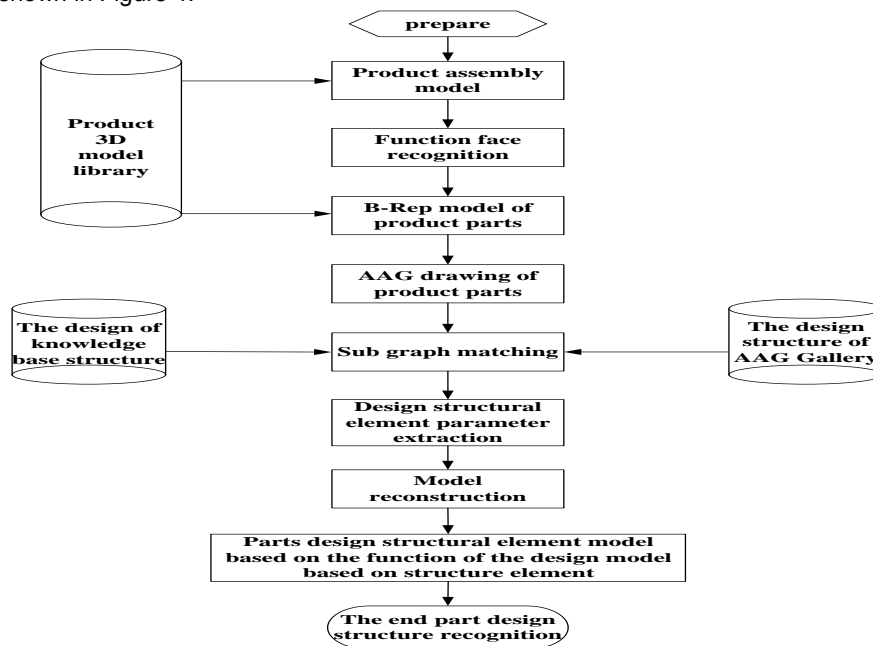 shown in Figure 4.
prepare
Product assembly
model
Product
3D
model
library
Function face
recognition
B-Rep model of
product parts
AAG drawing of
product parts
The design of
knowledge
base structure
Sub graph matching
The design
structure of
AAG Gallery
Design structural
element parameter
extraction
Model
reconstruction
Parts design structural element model
based on the function of the design model
based on structure element
The end part design
structure recognition